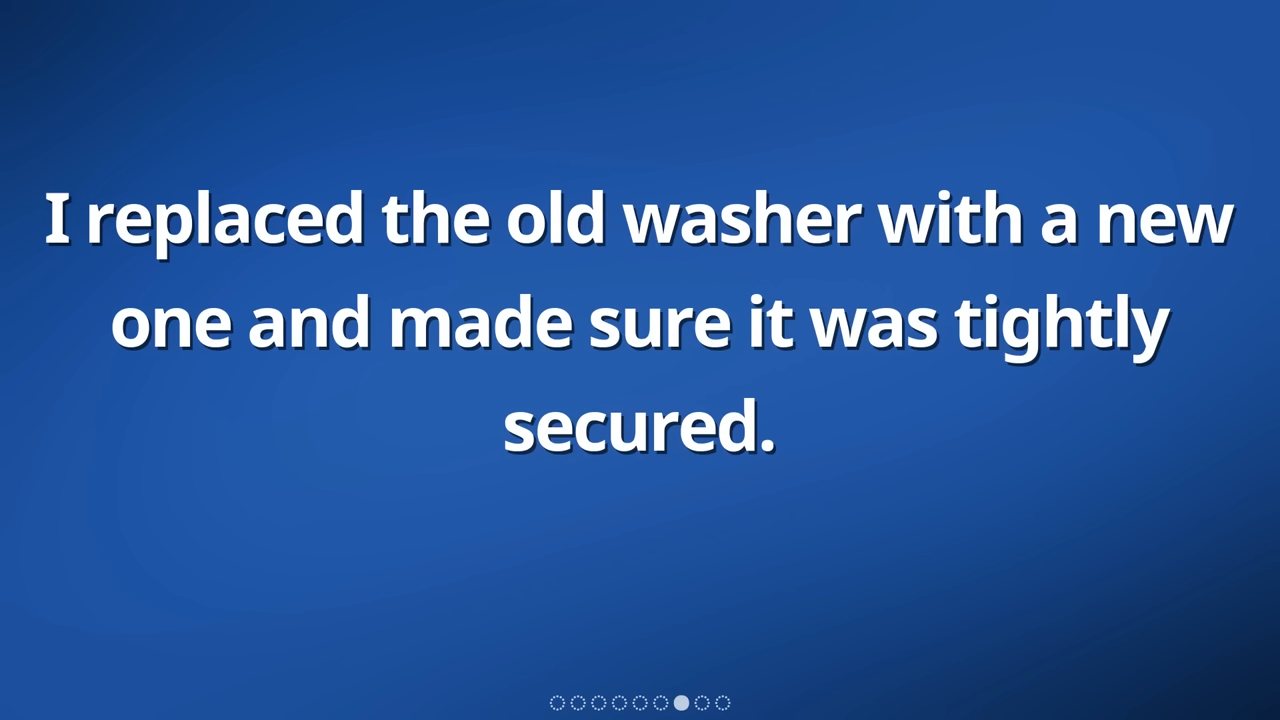 I replaced the old washer with a new
one and made sure it was tightly
secured.